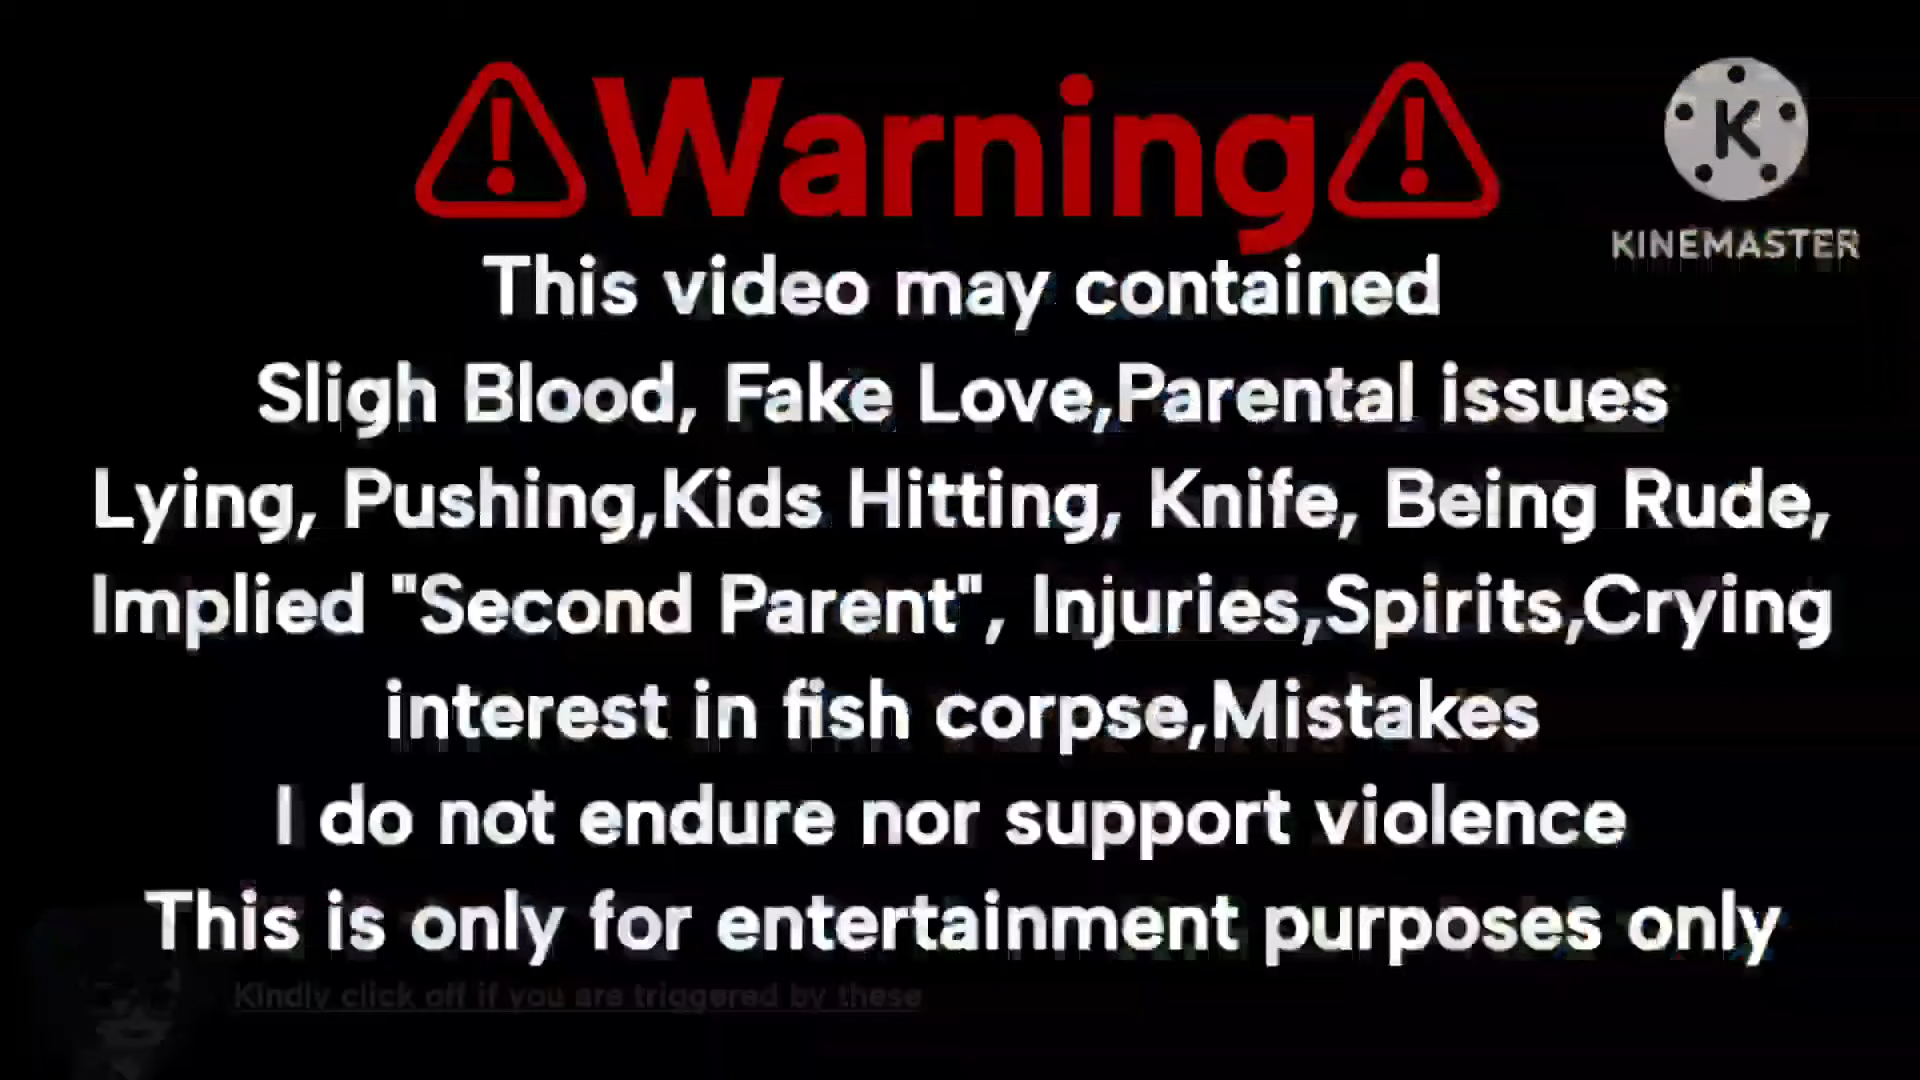 ⚠Warning⚠
K
KINEMASTER
This video may contained
Sligh Blood, Fake Love,Parental issues
Lying, Pushing,Kids Hitting, Knife, Being Rude,
Implied "Second Parent", Injuries,Spirits,Crying
interest in fish corpse,Mistakes
I do not endure nor support violence
This is only for entertainment purposes only
Kindly click off if you are triggered by these